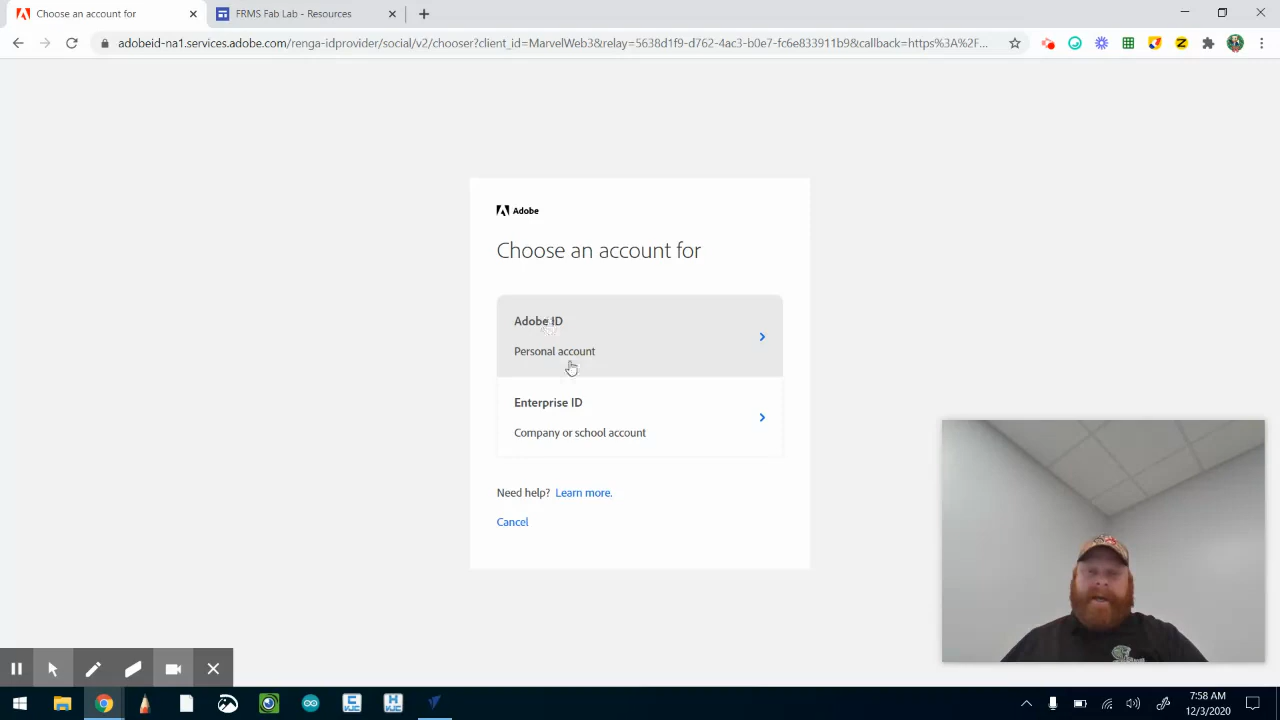 Choose an account for
FRMS Fab Lab - Resources
adobeid-na1.services.adobe.com/renga-idprovider/social/v2/chooser?client_id=MarvelWeb3&relay=5638d1f9-d762-4ac3-b0e7-fc6e833911b9&callback=https%3A%2F...
Adobe
Choose an account for
Adobe ID
Personal account
Enterprise ID
Company or school account
Need help? Learn more.
Cancel
7:58 AM
12/3/2020